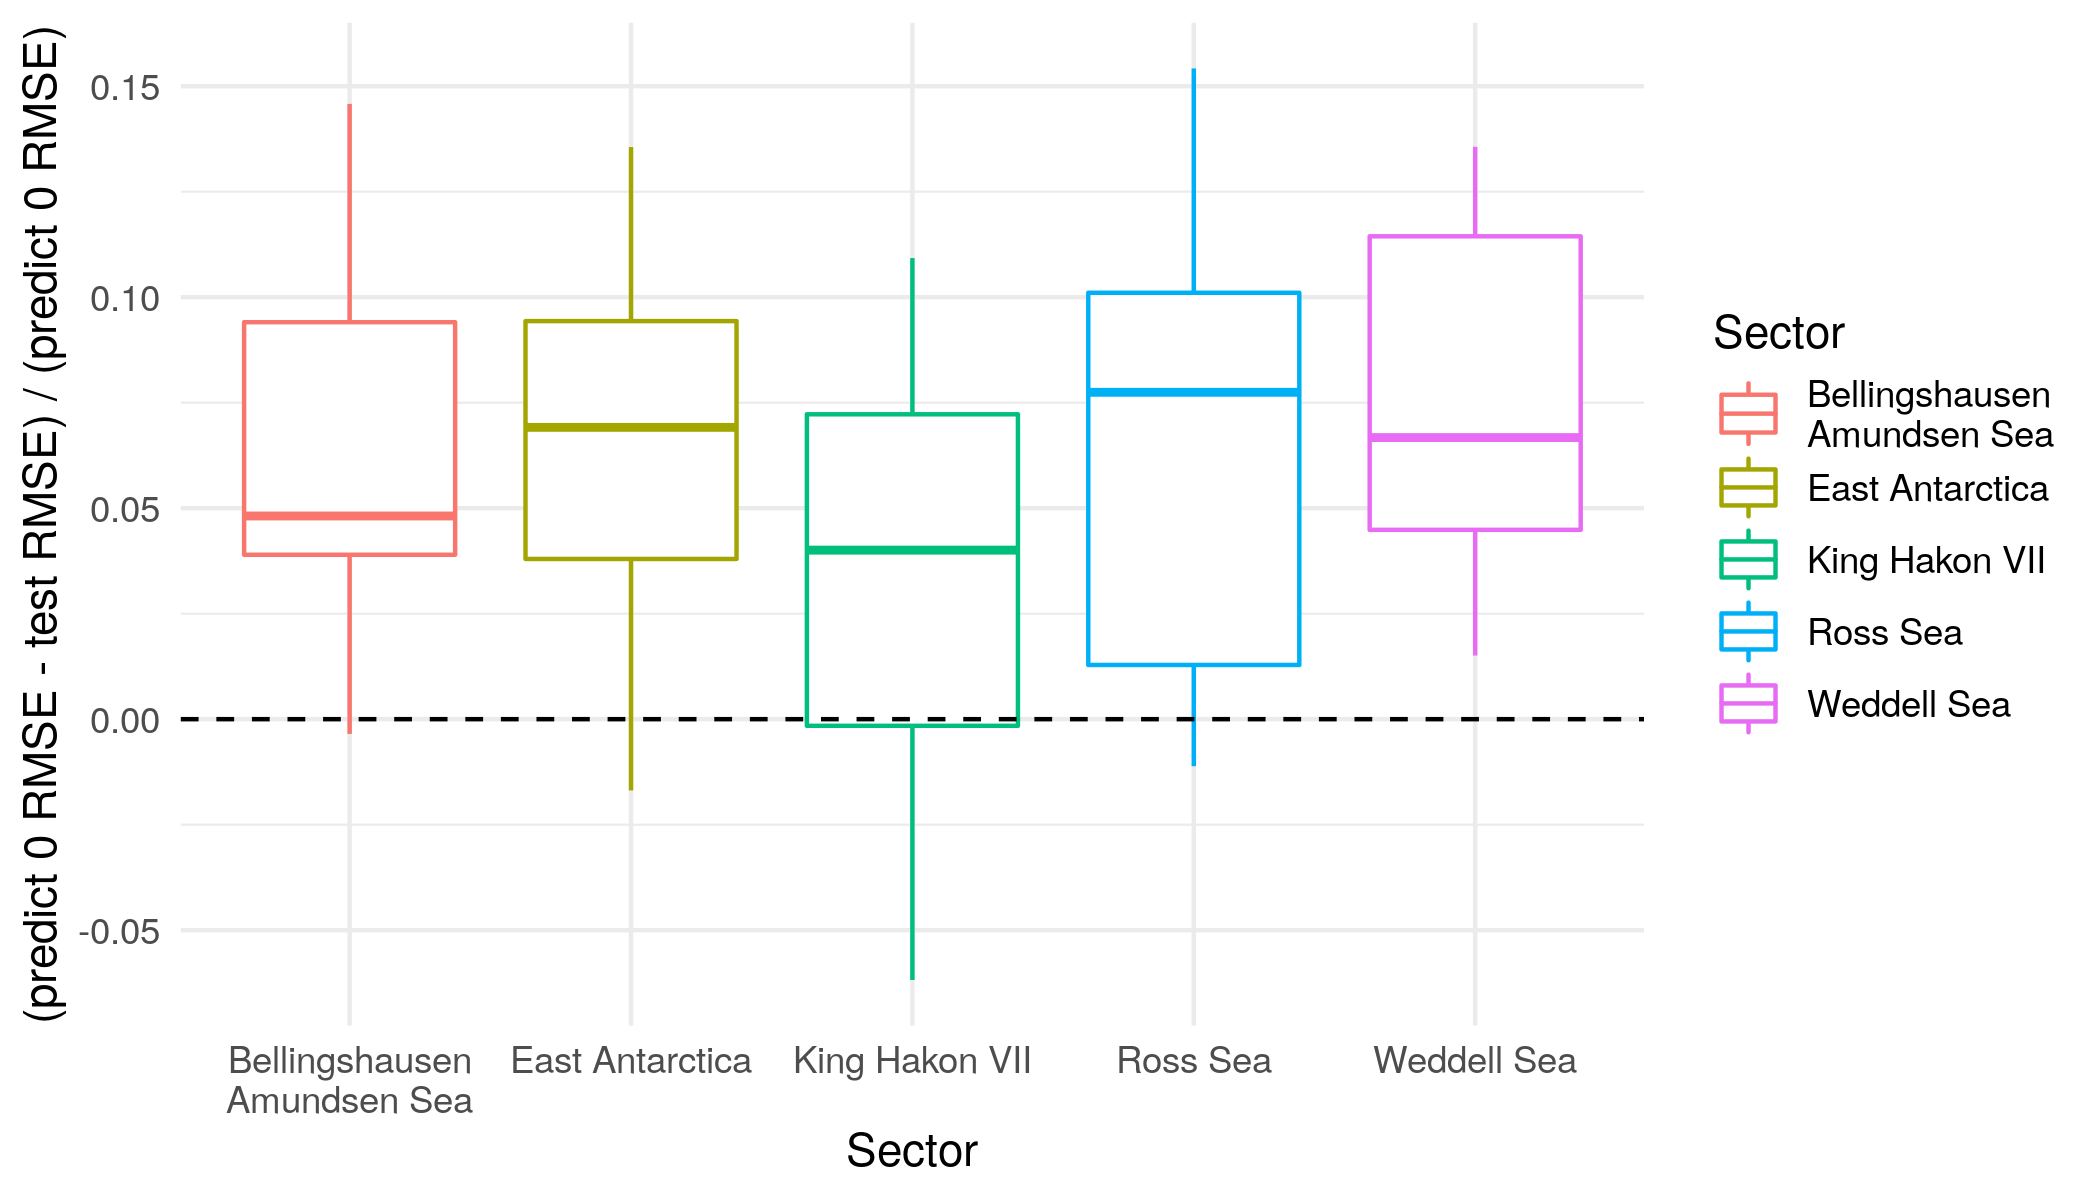 (predict 0 RMSE - test RMSE) / (predict 0 RMSE)
0.15
0.10
0.05
0.00
-0.05
Bellingshausen
Amundsen Sea
East Antarctica
King Hakon VII
Ross Sea
Weddell Sea
Sector
Sector
Bellingshausen
Amundsen Sea
East Antarctica
King Hakon VII
Ross Sea
Weddell Sea